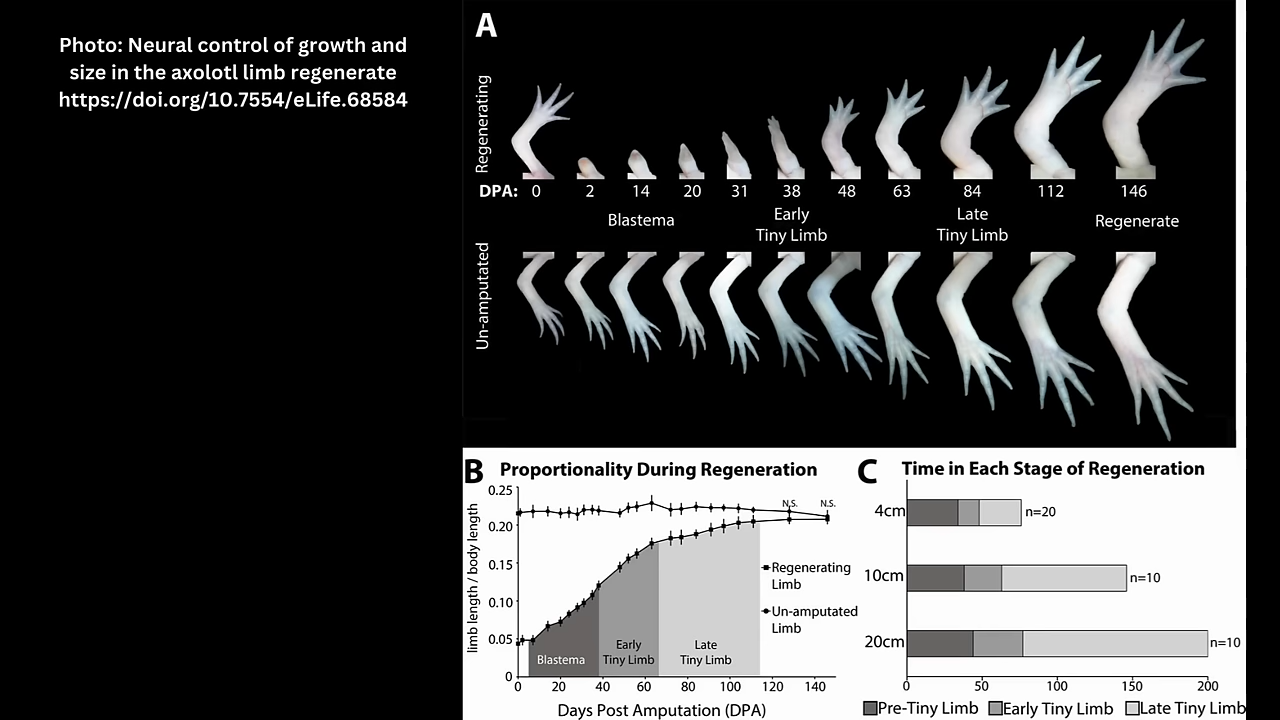 Photo: Neural control of growth and
size in the axolotl limb regenerate
https://doi.org/10.7554/eLife.68584
A
Regenerating
DPA: 0 2 14 20 31 38 48 63 84 112 146
Blastema
Early
Tiny Limb
Late
Tiny Limb
Regenerate
Un-amputated
B Proportionality During Regeneration
limb length / body length
0.25
0.20
0.15
0.10
0.05
0
N.S. N.S.
Regenerating
Limb
Un-amputated
Limb
Blastema
Early
Tiny Limb
Late
Tiny Limb
0 20 40 60 80 100 120 140
Days Post Amputation (DPA)
C Time in Each Stage of Regeneration
4cm n=20
10cm n=10
20cm n=10
0 50 100 150 200
Pre-Tiny Limb Early Tiny Limb Late Tiny Limb